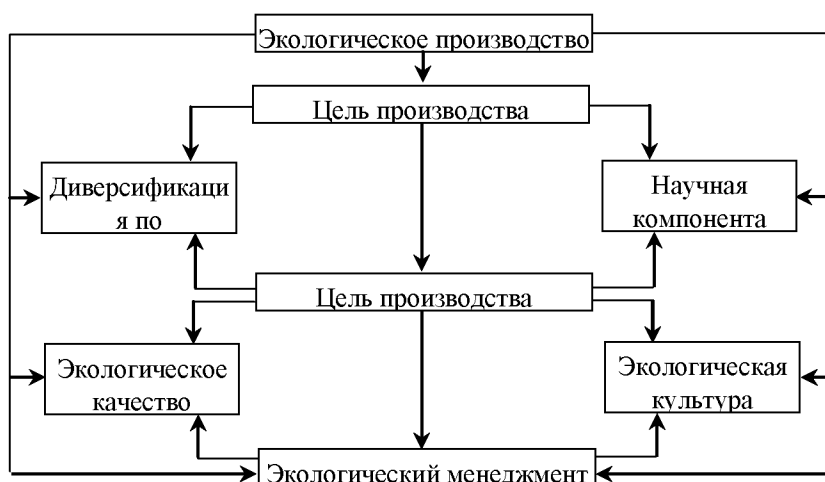 Экологическое производство
Цель производства
Диверсификаци
я по
Научная
компонента
Цель производства
Экологическое
качество
Экологическая
культура
Экологический менеджмент